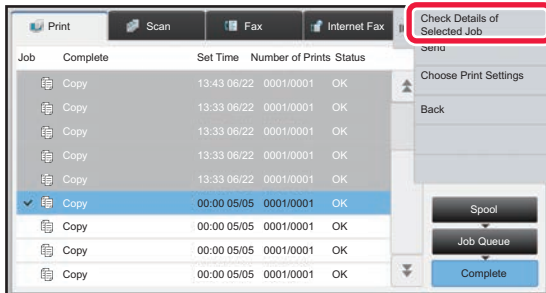 Print Scan Fax Internet Fax
Job Complete Set Time Number of Prints Status
Copy 13:43 06/22 0001/0001 OK
Copy 13:33 06/22 0001/0001 OK
Copy 13:33 06/22 0001/0001 OK
Copy 13:33 06/22 0001/0001 OK
Copy 13:33 06/22 0001/0001 OK
Copy 00:00 05/05 0001/0001 OK
Copy 00:00 05/05 0001/0001 OK
Copy 00:00 05/05 0001/0001 OK
Copy 00:00 05/05 0001/0001 OK
Check Details of
Selected Job
Send
Choose Print Settings
Back
Spool
Job Queue
Complete